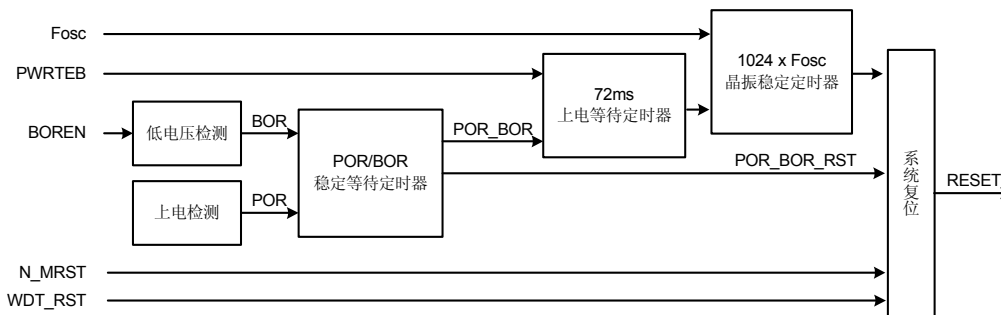 Fosc
PWRTEB
BOREN
低电压检测
BOR
上电检测
POR
POR/BOR
稳定等待定时器
POR_BOR
72ms
上电等待定时器
1024 x Fosc
晶振稳定定时器
POR_BOR_RST
系统复位
RESET
N_MRST
WDT_RST